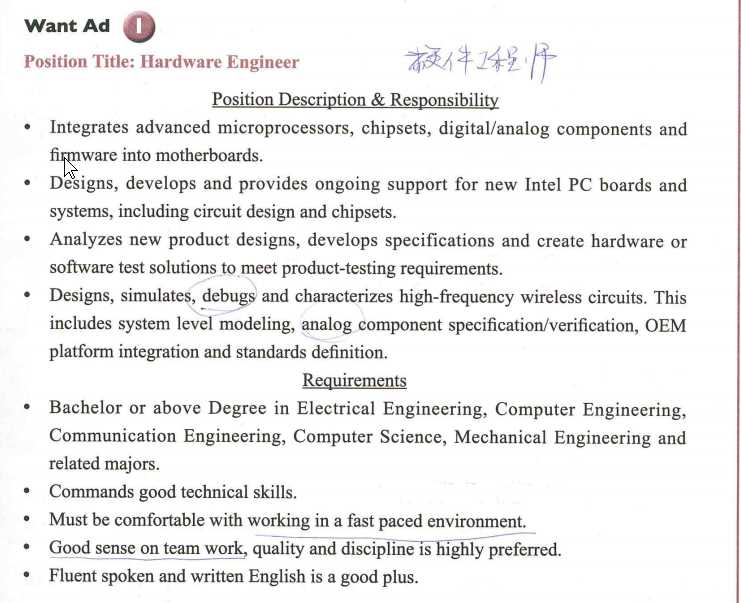 Want Ad 1
Position Title: Hardware Engineer
硬件工程师
Position Description & Responsibility
• Integrates advanced microprocessors, chipsets, digital/analog components and
firmware into motherboards.
• Designs, develops and provides ongoing support for new Intel PC boards and
systems, including circuit design and chipsets.
• Analyzes new product designs, develops specifications and create hardware or
software test solutions to meet product-testing requirements.
• Designs, simulates, debugs and characterizes high-frequency wireless circuits. This
includes system level modeling, analog component specification/verification, OEM
platform integration and standards definition.
Requirements
• Bachelor or above Degree in Electrical Engineering, Computer Engineering,
Communication Engineering, Computer Science, Mechanical Engineering and
related majors.
• Commands good technical skills.
• Must be comfortable with working in a fast paced environment.
• Good sense on team work, quality and discipline is highly preferred.
• Fluent spoken and written English is a good plus.